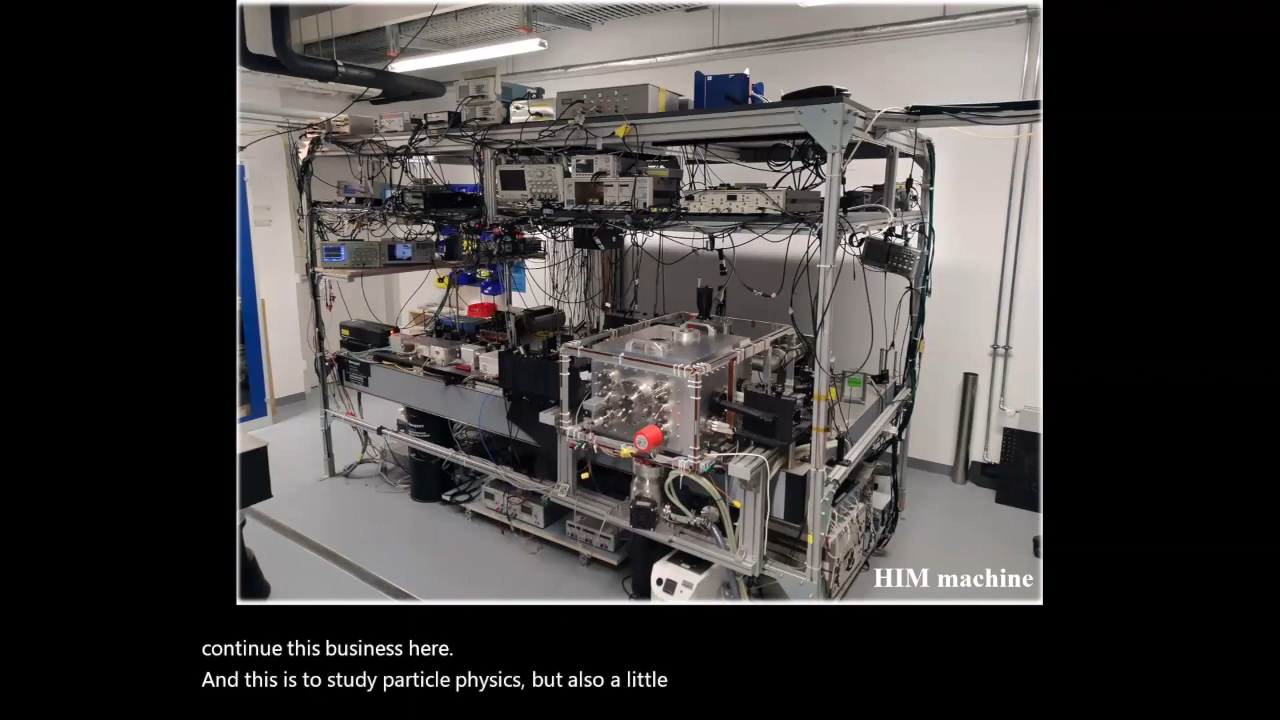 HIM machine
continue this business here.
And this is to study particle physics, but also a little